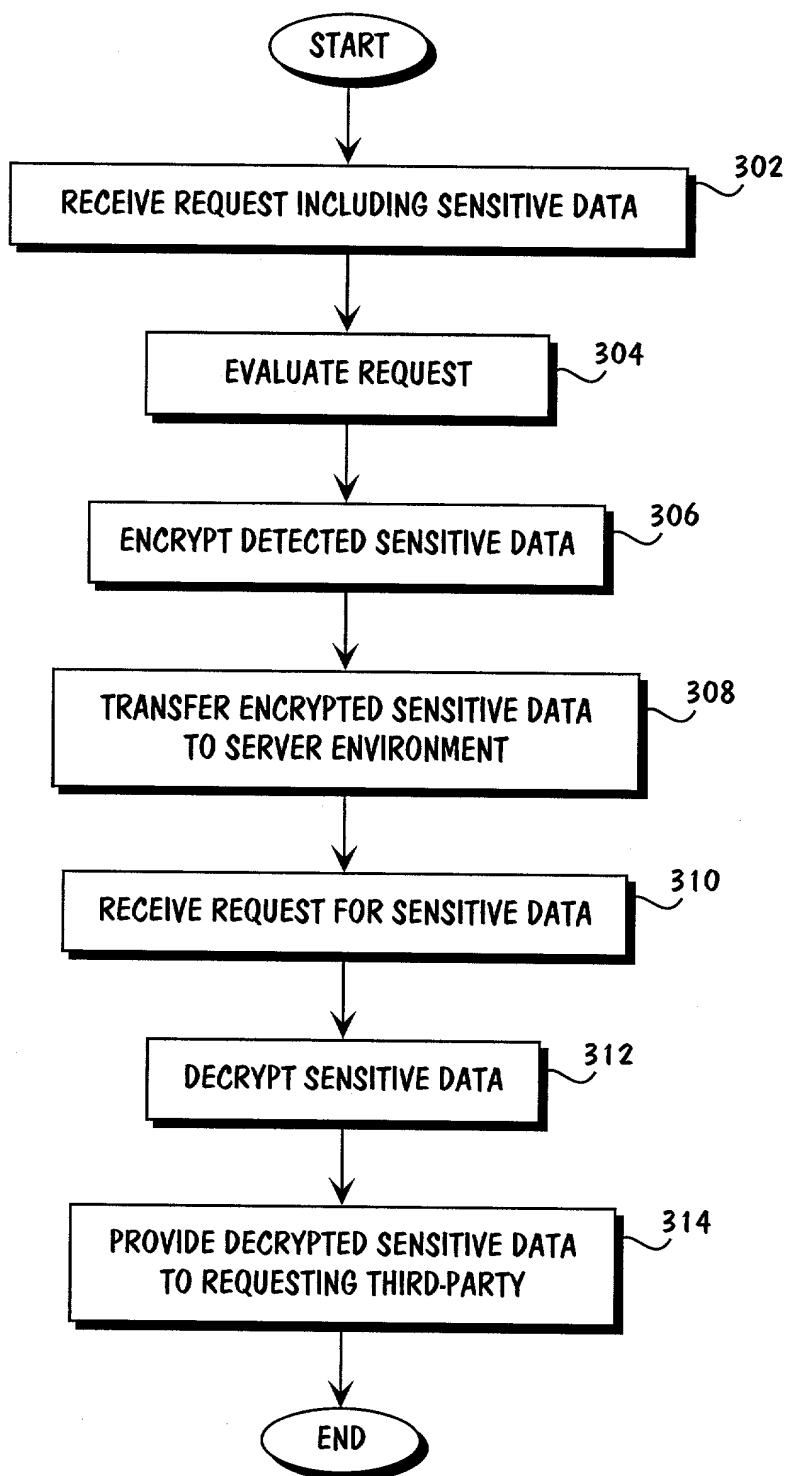 START
302
RECEIVE REQUEST INCLUDING SENSITIVE DATA
304
EVALUATE REQUEST
306
ENCRYPT DETECTED SENSITIVE DATA
308
TRANSFER ENCRYPTED SENSITIVE DATA
TO SERVER ENVIRONMENT
310
RECEIVE REQUEST FOR SENSITIVE DATA
312
DECRYPT SENSITIVE DATA
314
PROVIDE DECRYPTED SENSITIVE DATA
TO REQUESTING THIRD-PARTY
END